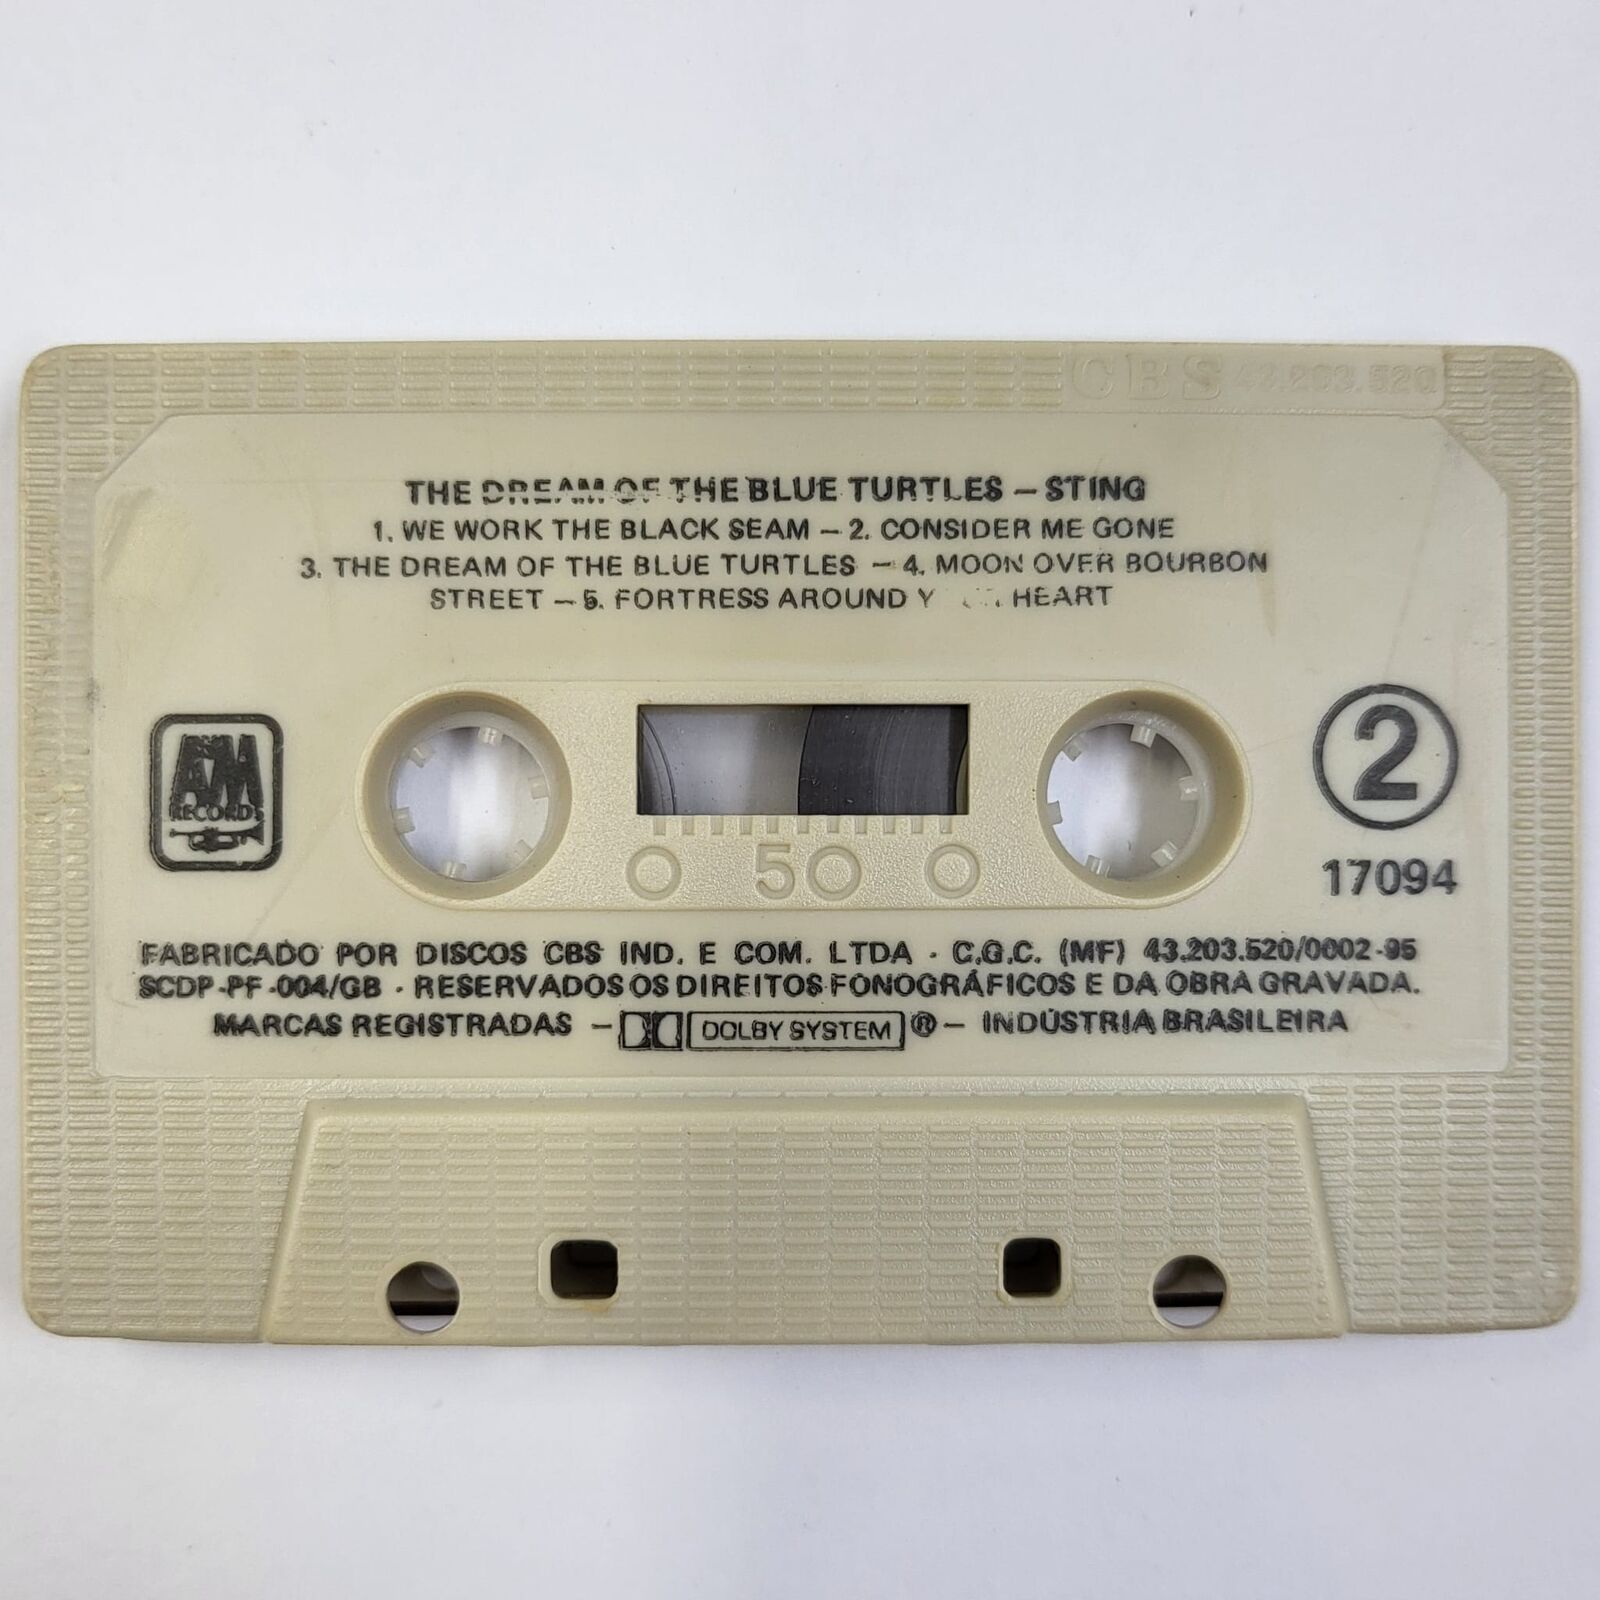 CBS 43.203.520
THE DREAM OF THE BLUE TURTLES – STING
1. WE WORK THE BLACK SEAM – 2. CONSIDER ME GONE
3. THE DREAM OF THE BLUE TURTLES – 4. MOON OVER BOURBON
STREET – 5. FORTRESS AROUND HEART
A&M
RECORDS
2
17094
0 50 0
FABRICADO POR DISCOS CBS IND. E COM. LTDA · C.G.C. (MF) 43.203.520/0002-95
SCDP-PF-004/GB · RESERVADOS OS DIREITOS FONOGRÁFICOS E DA OBRA GRAVADA.
MARCAS REGISTRADAS – DOLBY SYSTEM ® – INDÚSTRIA BRASILEIRA